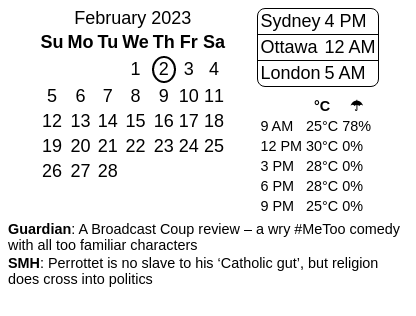 February 2023
Su Mo Tu We Th Fr Sa
1 2 3 4
5 6 7 8 9 10 11
12 13 14 15 16 17 18
19 20 21 22 23 24 25
26 27 28
Sydney 4 PM
Ottawa 12 AM
London 5 AM
°C ☂
9 AM 25°C 78%
12 PM 30°C 0%
3 PM 28°C 0%
6 PM 28°C 0%
9 PM 25°C 0%
Guardian: A Broadcast Coup review – a wry #MeToo comedy
with all too familiar characters
SMH: Perrottet is no slave to his ‘Catholic gut’, but religion
does cross into politics